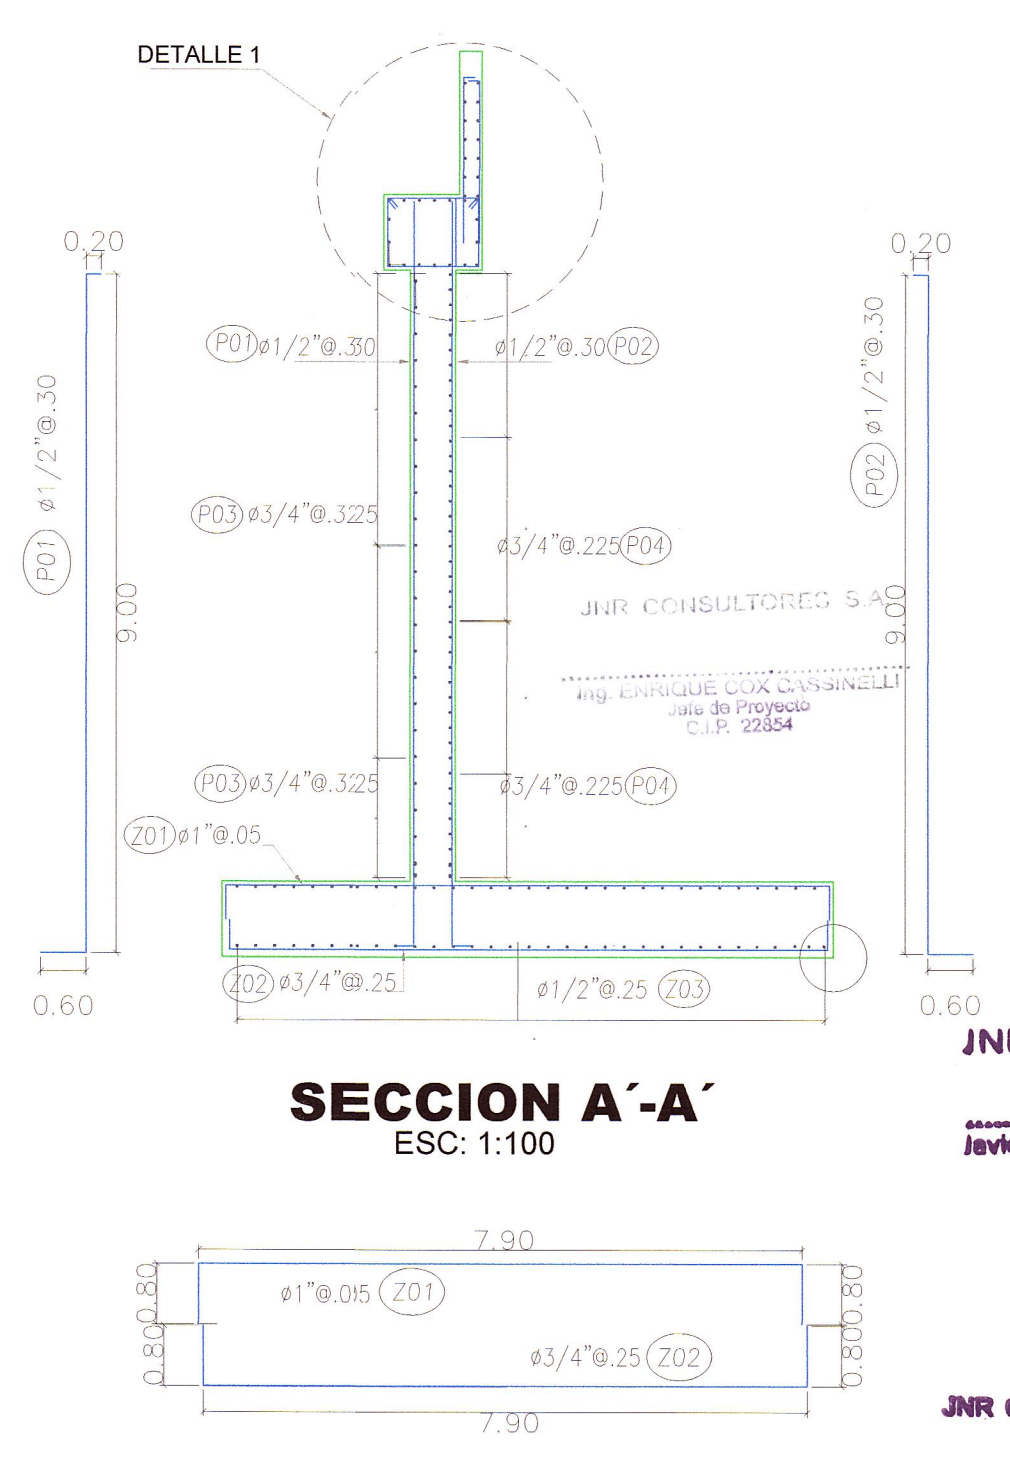 DETALLE 1
0.20
0.20
P01 ø1/2"@.30
ø1/2"@.30 P02
P01 ø1/2"@.30
P02 ø1/2"@.30
P03 ø3/4"@.3225
ø3/4"@.225 P04
9.00
9.00
JNR CONSULTORES S.A.
Ing. ENRIQUE COX CASSINELLI
Jefe de Proyecto
C.I.P. 22854
P03 ø3/4"@.3225
ø3/4"@.225 P04
Z01 ø1"@.05
Z02 ø3/4"@.25
ø1/2"@.25 Z03
0.60
0.60
SECCION A´-A´
ESC: 1:100
7.90
0.80
0.80
ø1"@.05 Z01
0.80
0.80
ø3/4"@.25 Z02
7.90
JNR